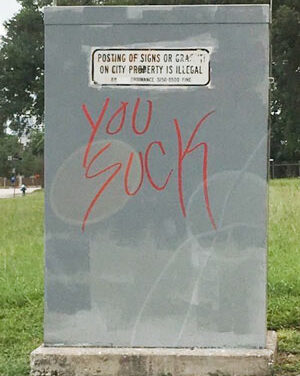 POSTING OF SIGNS OR GRAFFITI
ON CITY PROPERTY IS ILLEGAL
ORDINANCE FINE
YOU
SUCK